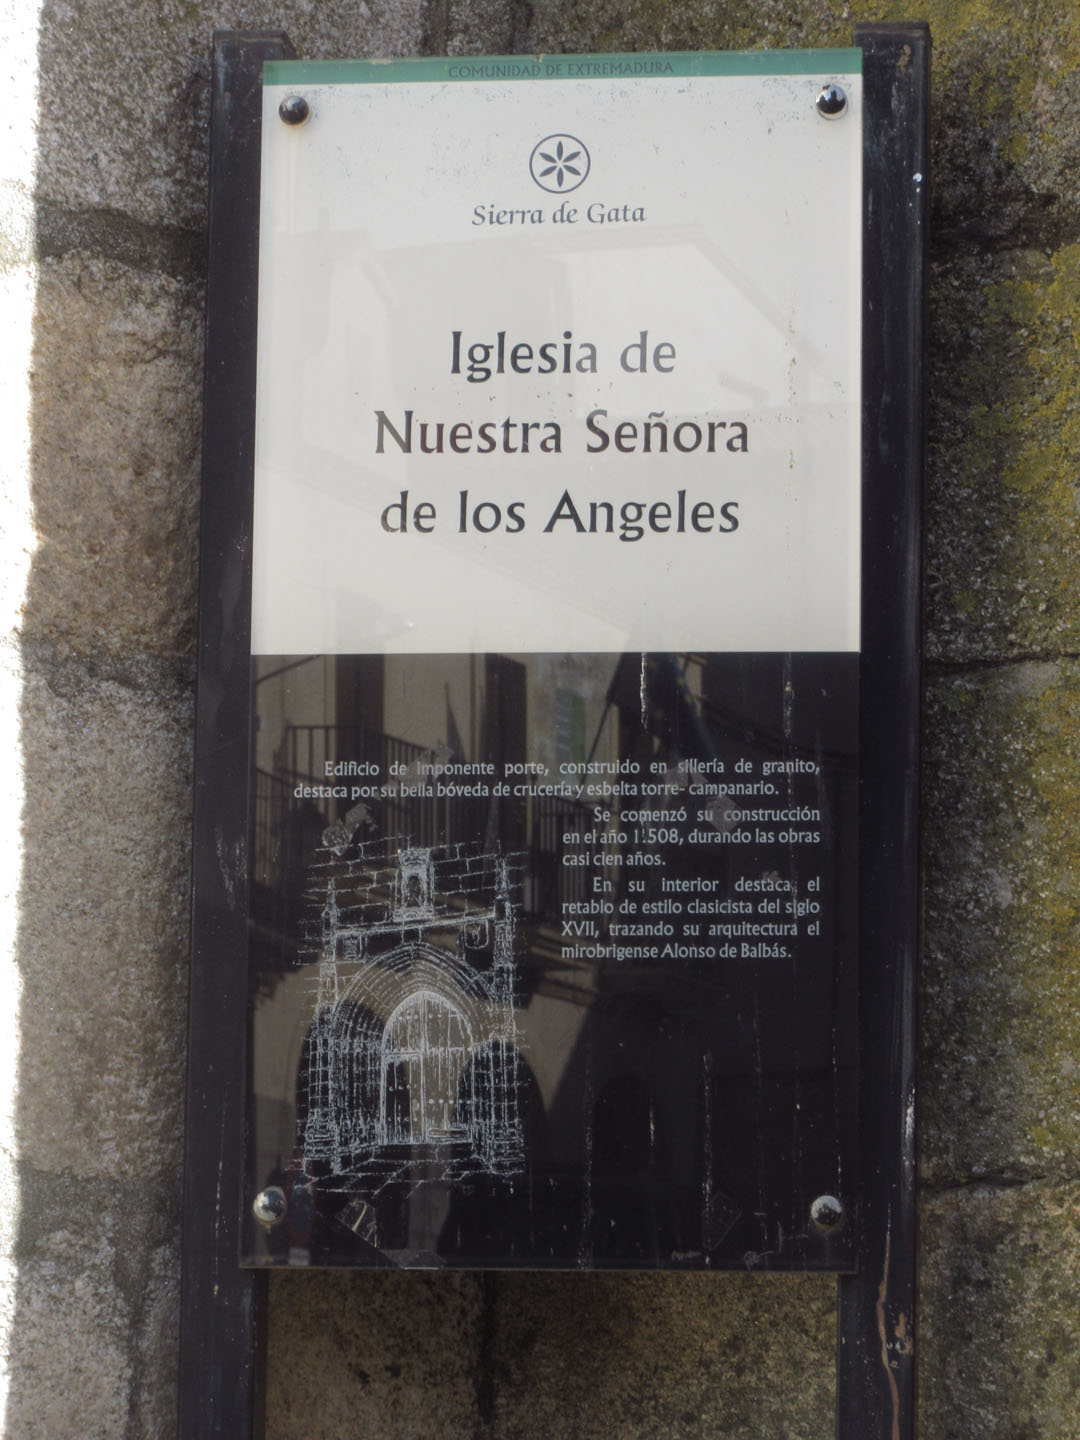 COMUNIDAD DE EXTREMADURA
Sierra de Gata
Iglesia de
Nuestra Señora
de los Angeles
Edificio de imponente porte, construido en sillería de granito,
destaca por su bella bóveda de crucería y esbelta torre- campanario.
Se comenzó su construcción
en el año 1.508, durando las obras
casi cien años.
En su interior destaca el
retablo de estilo clasicista del siglo
XVII, trazando su arquitectura el
mirobrigense Alonso de Balbás.